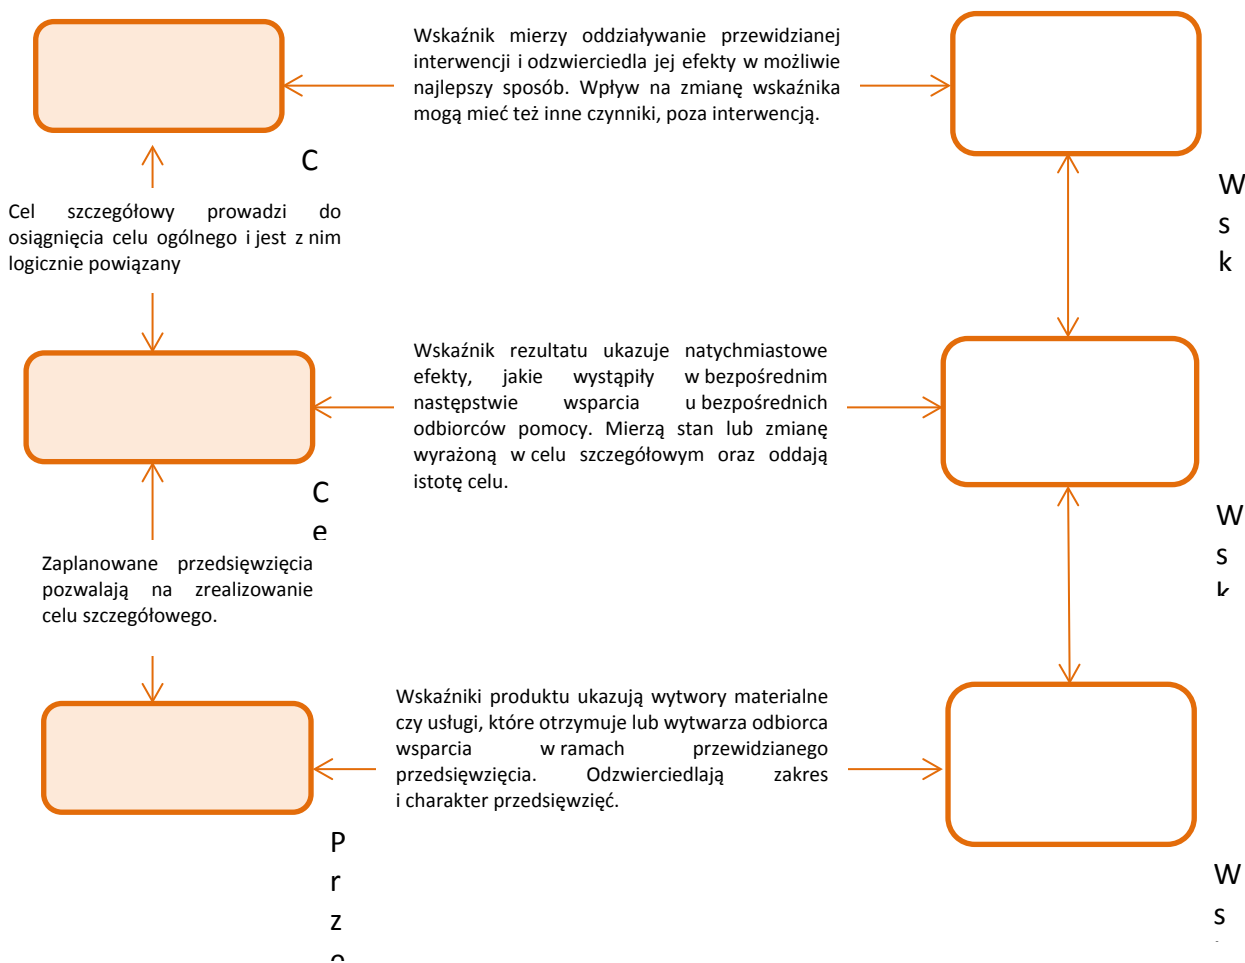 Wskaźnik mierzy oddziaływanie przewidzianej
interwencji i odzwierciedla jej efekty w możliwie
najlepszy sposób. Wpływ na zmianę wskaźnika
mogą mieć też inne czynniki, poza interwencją.
C
W
s
k
Cel szczegółowy prowadzi do
osiągnięcia celu ogólnego i jest z nim
logicznie powiązany
Wskaźnik rezultatu ukazuje natychmiastowe
efekty, jakie wystąpiły w bezpośrednim
następstwie wsparcia u bezpośrednich
odbiorców pomocy. Mierzą stan lub zmianę
wyrażoną w celu szczegółowym oraz oddają
istotę celu.
C
e
W
s
k
Zaplanowane przedsięwzięcia
pozwalają na zrealizowanie
celu szczegółowego.
Wskaźniki produktu ukazują wytwory materialne
czy usługi, które otrzymuje lub wytwarza odbiorca
wsparcia w ramach przewidzianego
przedsięwzięcia. Odzwierciedlają zakres
i charakter przedsięwzięć.
P
r
z
e
W
s